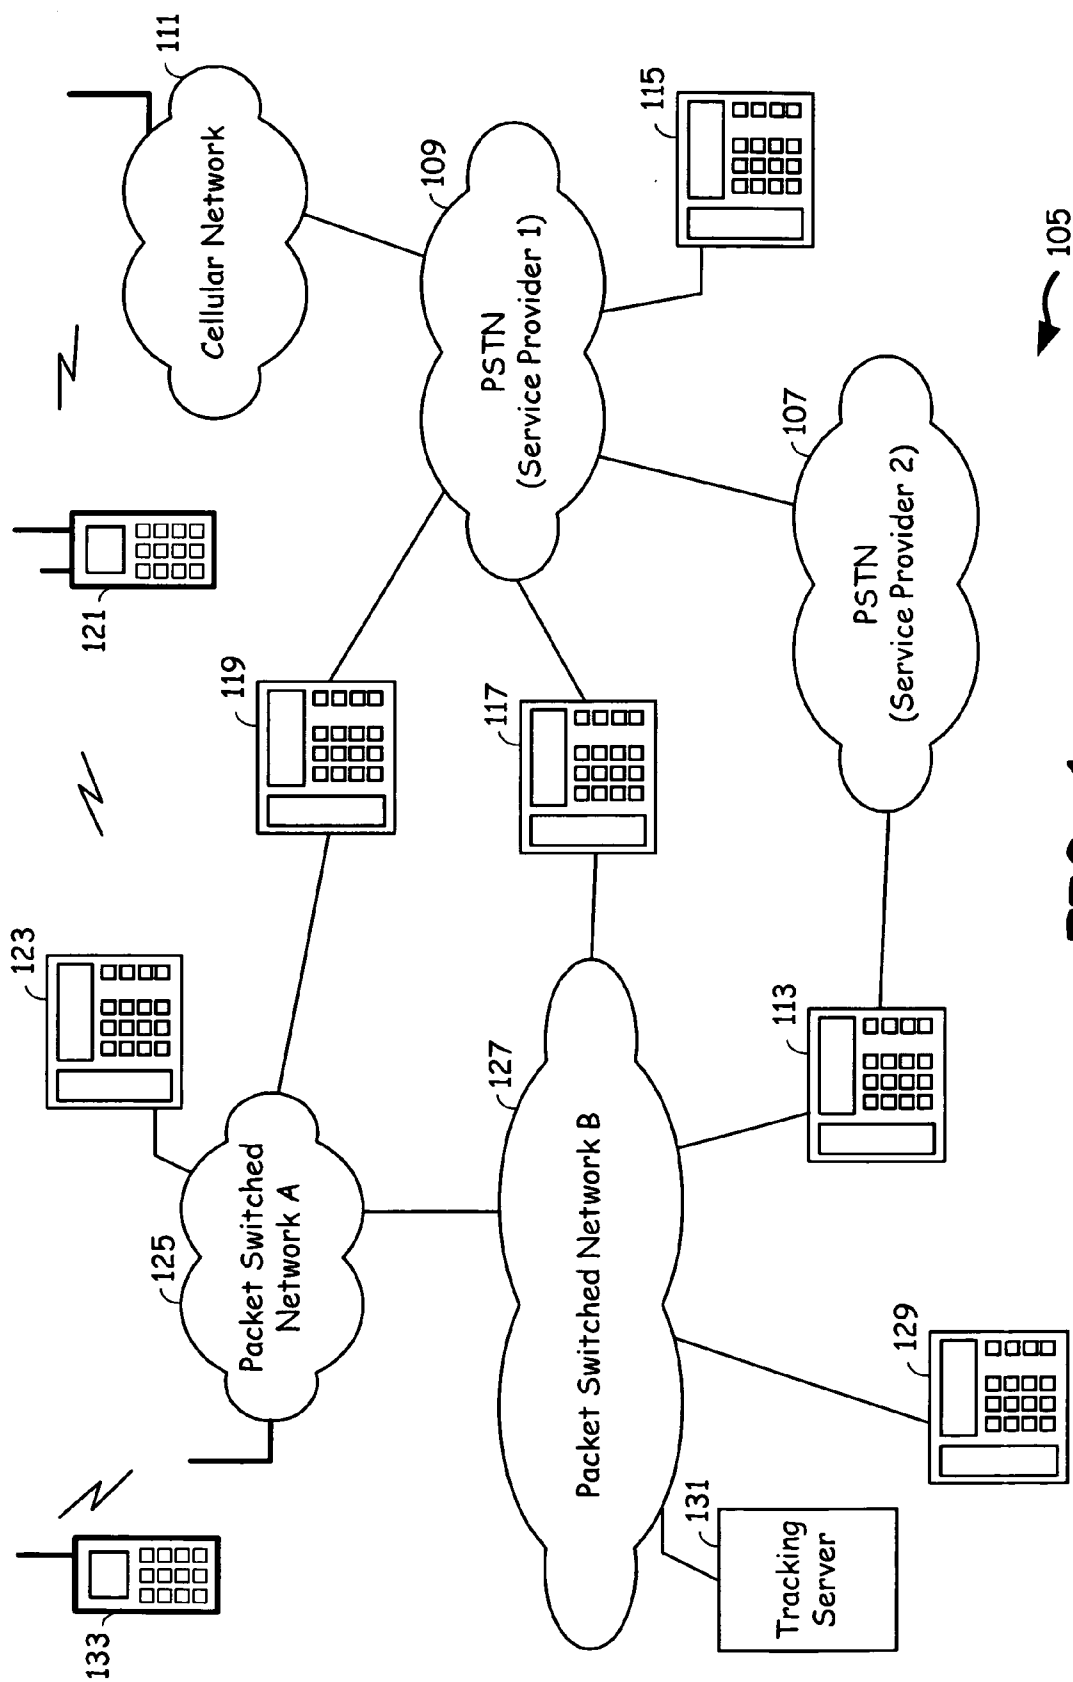 123
133
121
111
125
Cellular Network
119
Packet Switched
Network A
109
127
117
PSTN
(Service Provider 1)
Packet Switched Network B
115
131
Tracking
Server
113
107
PSTN
(Service Provider 2)
129
105